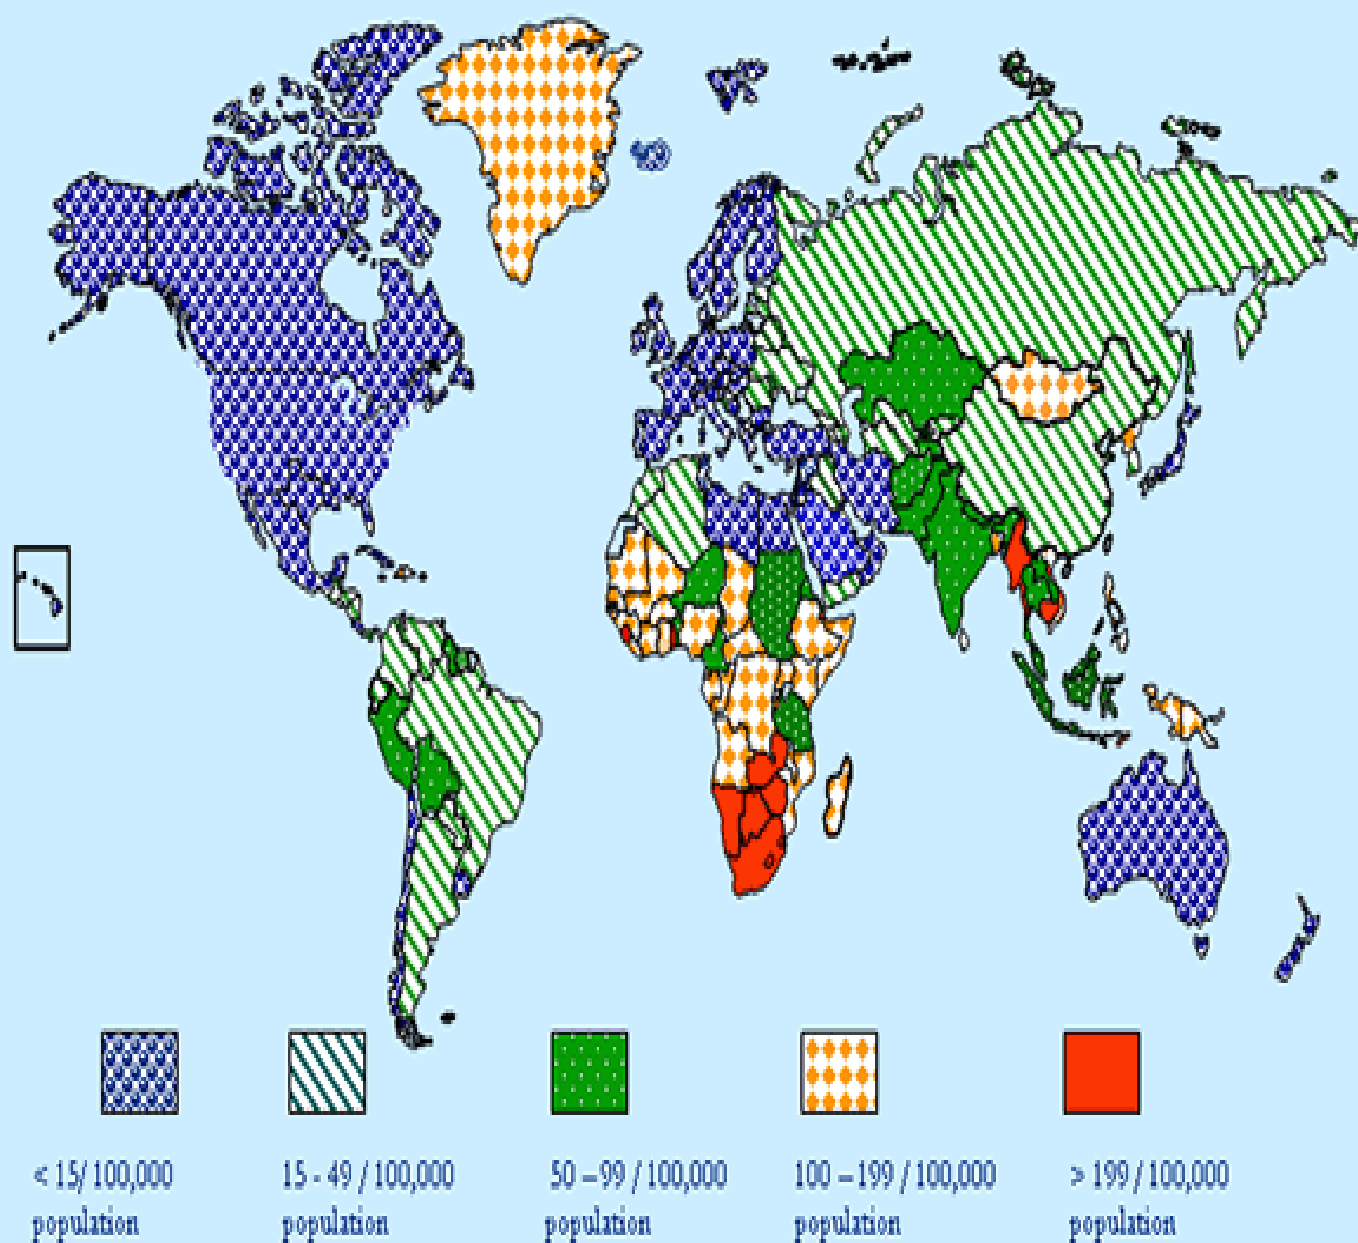 < 15/ 100,000 15 - 49 / 100,000 50 –99 / 100,000 100 –199 / 100,000 > 199 / 100,000
population population population population population